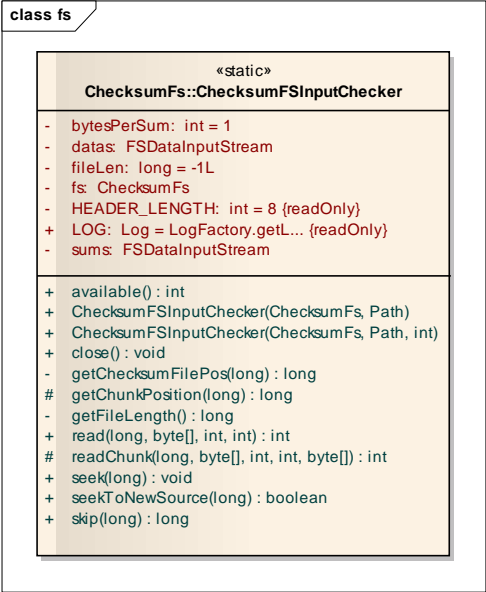 class fs
«static»
ChecksumFs::ChecksumFSInputChecker
- bytesPerSum: int = 1
- datas: FSDataInputStream
- fileLen: long = -1L
- fs: ChecksumFs
- HEADER_LENGTH: int = 8 {readOnly}
+ LOG: Log = LogFactory.getL... {readOnly}
- sums: FSDataInputStream
+ available() : int
+ ChecksumFSInputChecker(ChecksumFs, Path)
+ ChecksumFSInputChecker(ChecksumFs, Path, int)
+ close() : void
- getChecksumFilePos(long) : long
# getChunkPosition(long) : long
- getFileLength() : long
+ read(long, byte[], int, int) : int
# readChunk(long, byte[], int, int, byte[]) : int
+ seek(long) : void
+ seekToNewSource(long) : boolean
+ skip(long) : long